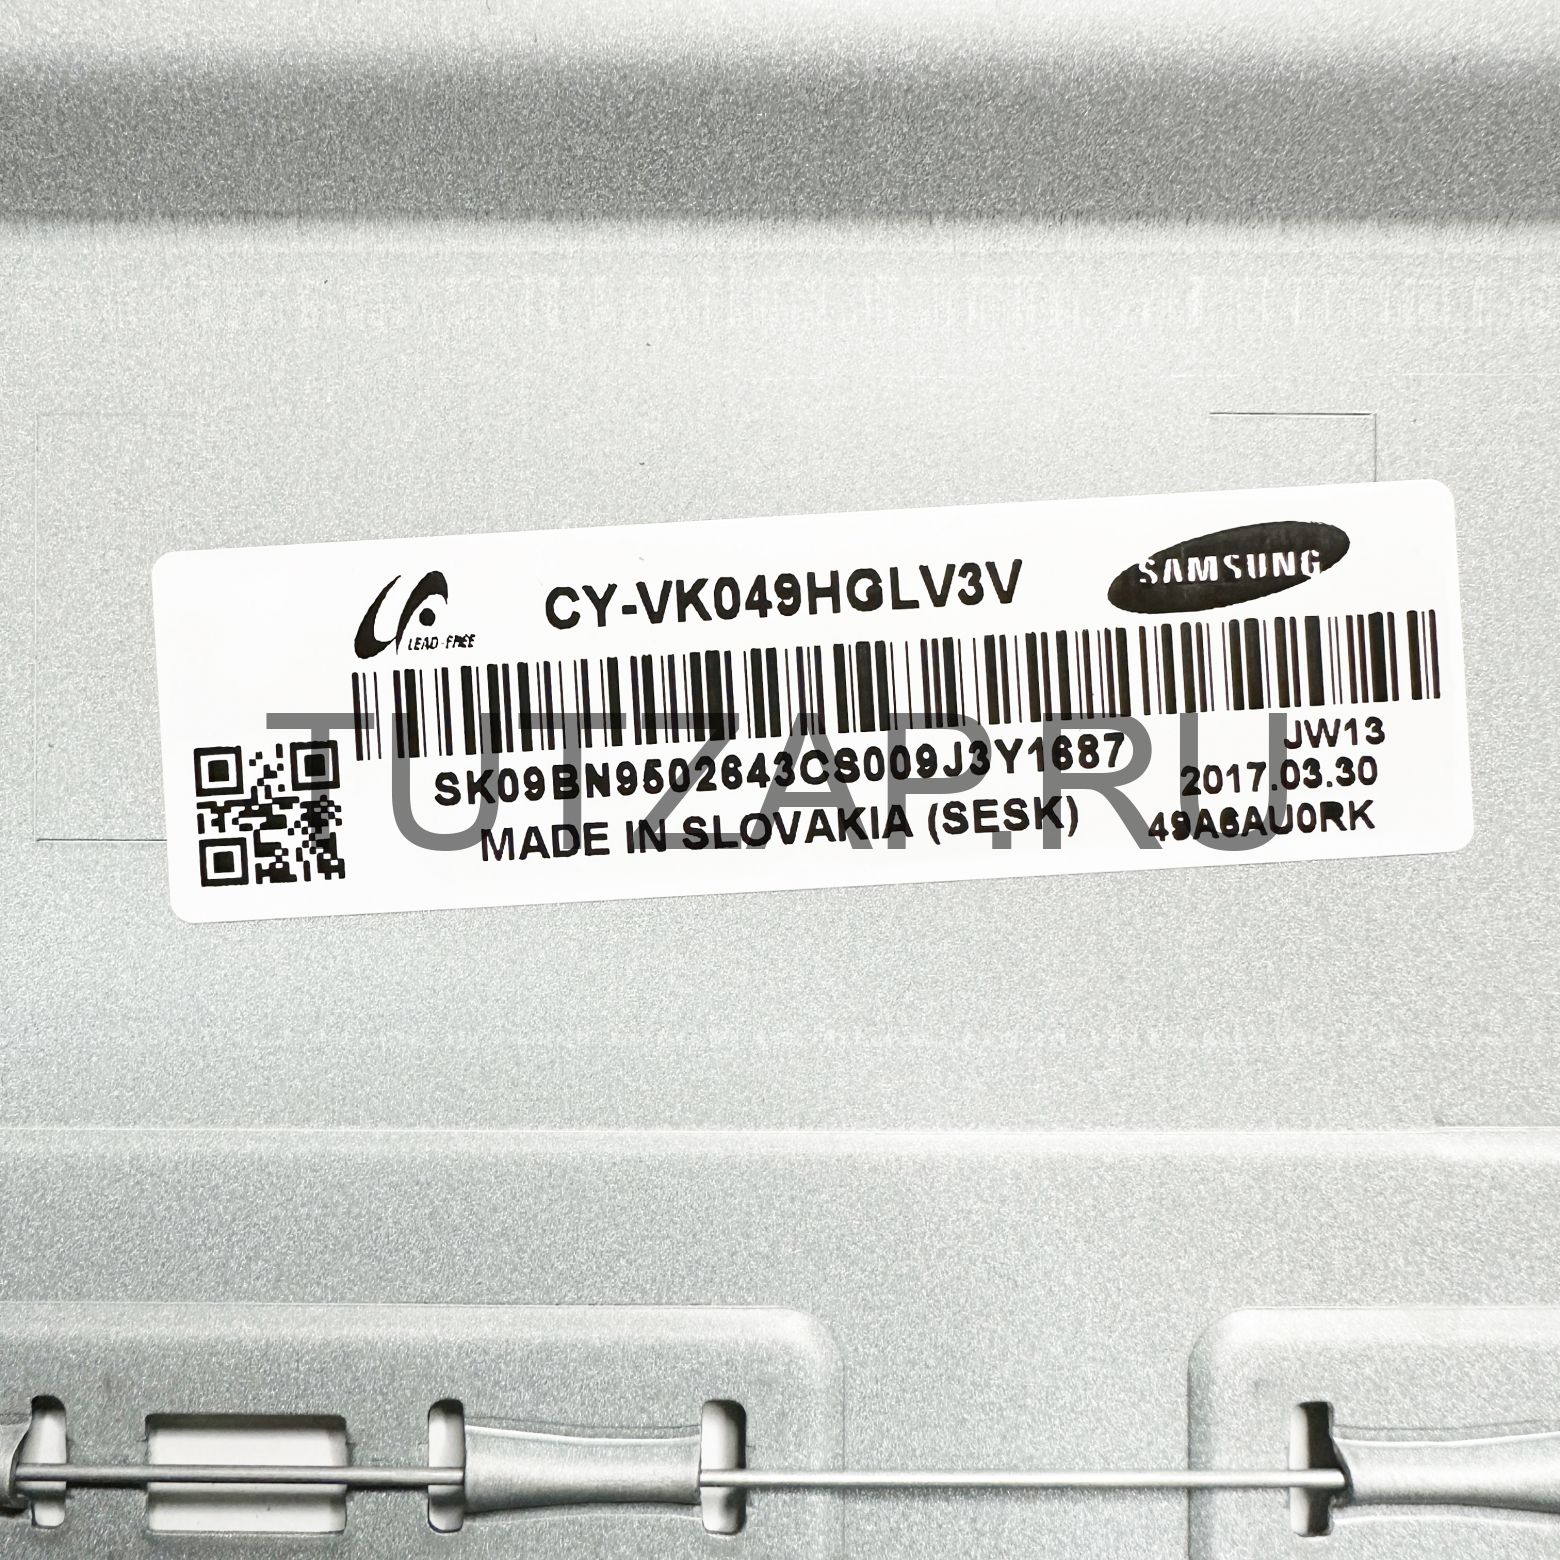 CY-VK049HGLV3V
SAMSUNG
LEAD-FREE
SK09BN9502643CS009J3Y1687
JW13
2017.03.30
MADE IN SLOVAKIA (SESK)
49A6AU0RK
TUTZAP.RU